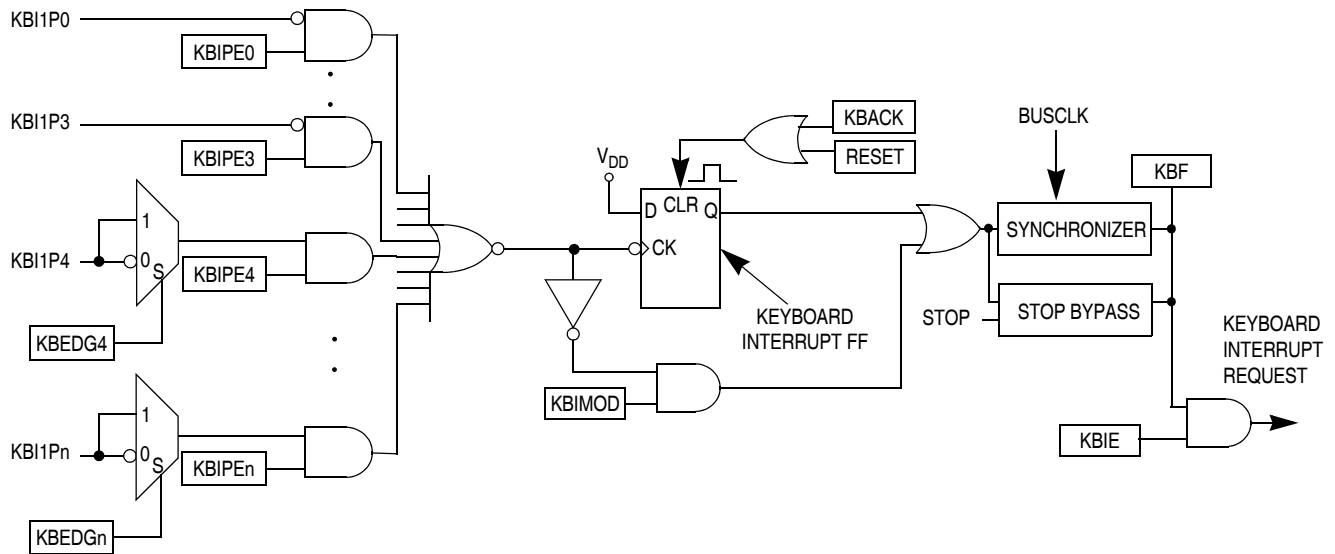 KBI1P0
KBIPE0
KBI1P3
KBIPE3
1
KBI1P4
0
S
KBIPE4
KBEDG4
1
KBI1Pn
0
S
KBIPEn
KBEDGn
VDD
D
CLR
Q
CK
KBACK
RESET
KEYBOARD
INTERRUPT FF
KBIMOD
BUSCLK
KBF
SYNCHRONIZER
STOP
STOP BYPASS
KEYBOARD
INTERRUPT
REQUEST
KBIE